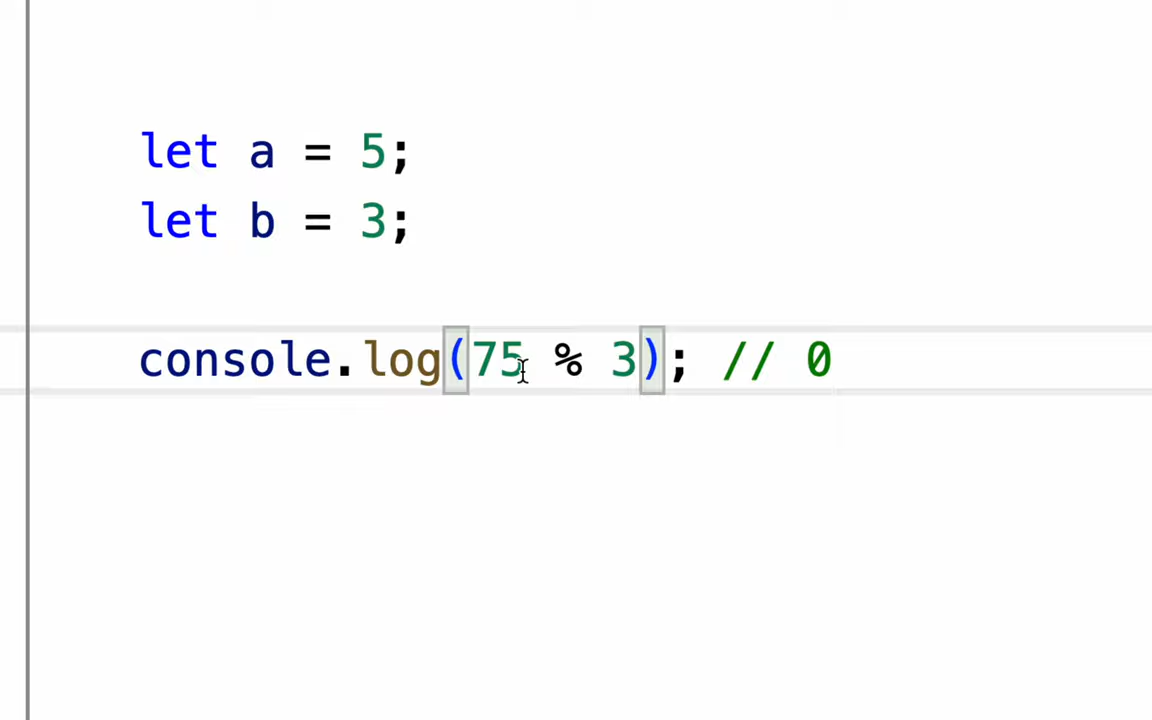 let a = 5;
let b = 3;
console.log(75 % 3); // 0